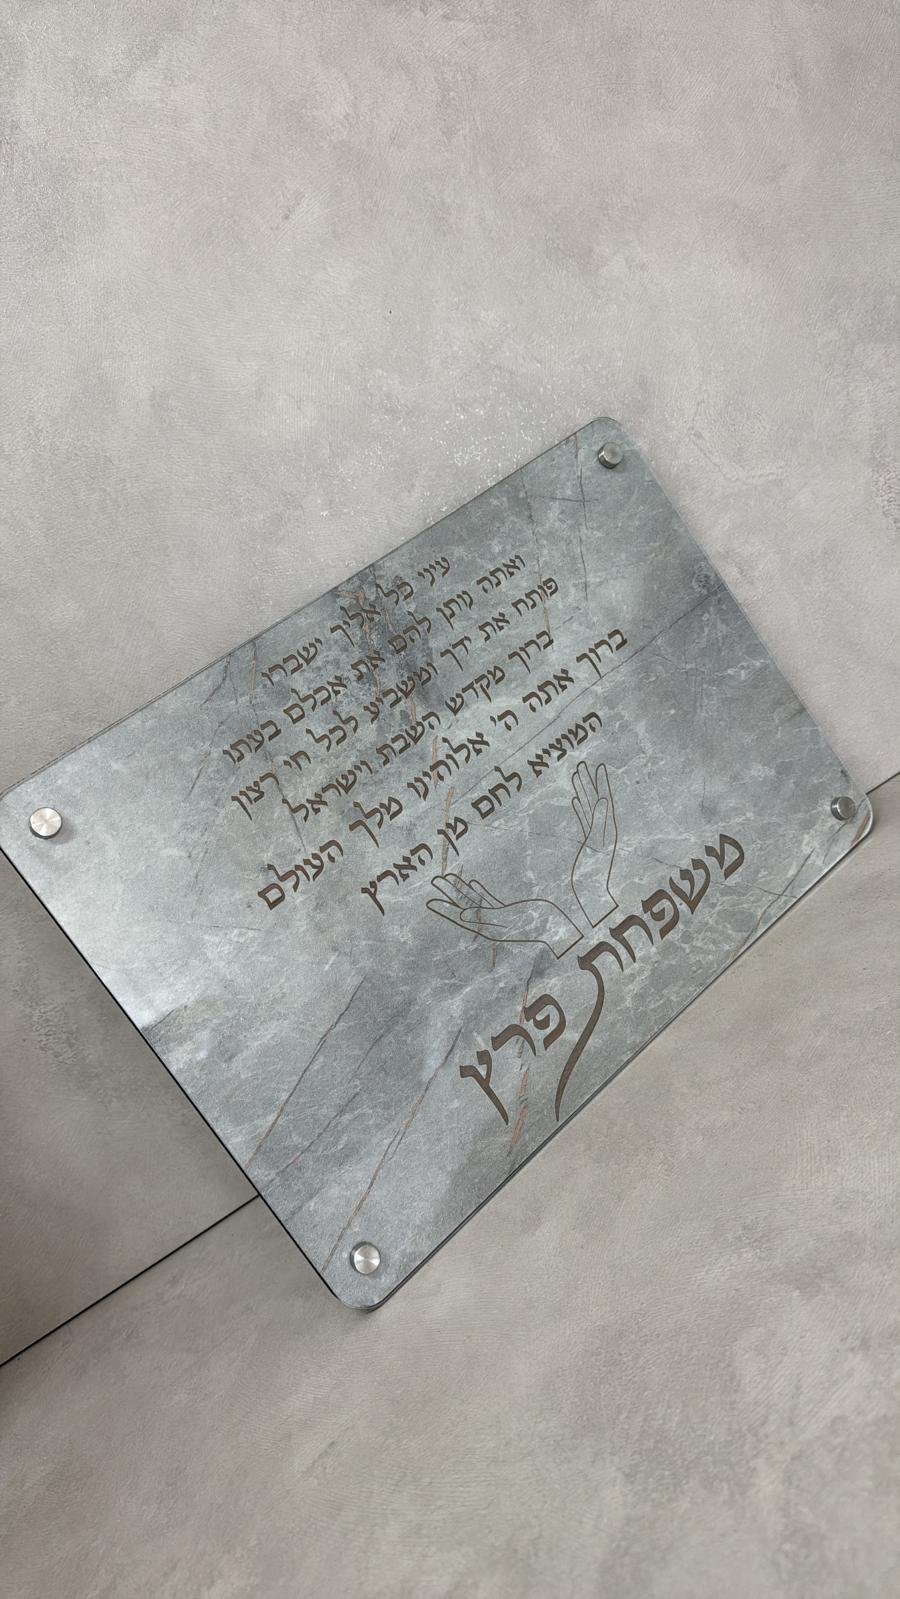 עיני כל אליך ישברו
ואתה נותן להם את אכלם בעתו
פותח את ידך ומשביע לכל חי רצון
ברוך מקדש השבת וישראל
ברוך אתה ה' אלוהינו מלך העולם
המוציא לחם מן הארץ
משפחת פרץ